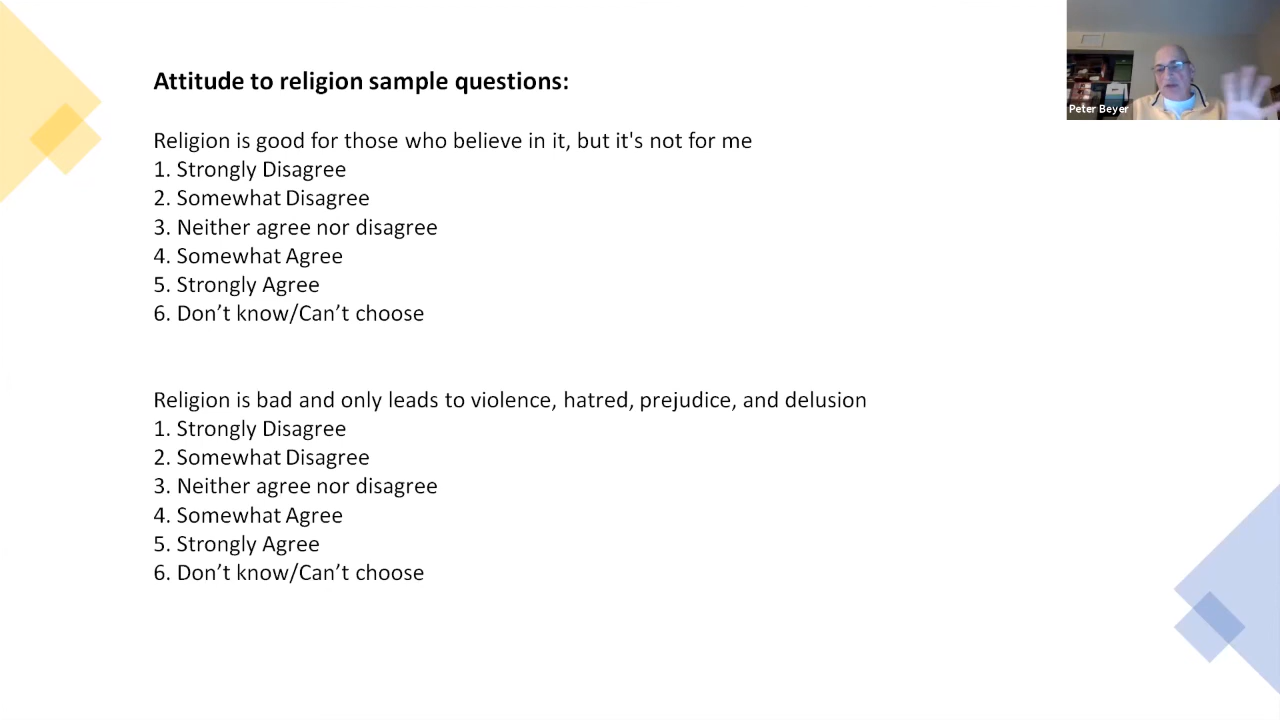 Attitude to religion sample questions:
Religion is good for those who believe in it, but it's not for me
1. Strongly Disagree
2. Somewhat Disagree
3. Neither agree nor disagree
4. Somewhat Agree
5. Strongly Agree
6. Don’t know/Can’t choose
Religion is bad and only leads to violence, hatred, prejudice, and delusion
1. Strongly Disagree
2. Somewhat Disagree
3. Neither agree nor disagree
4. Somewhat Agree
5. Strongly Agree
6. Don’t know/Can’t choose
Peter Beyer